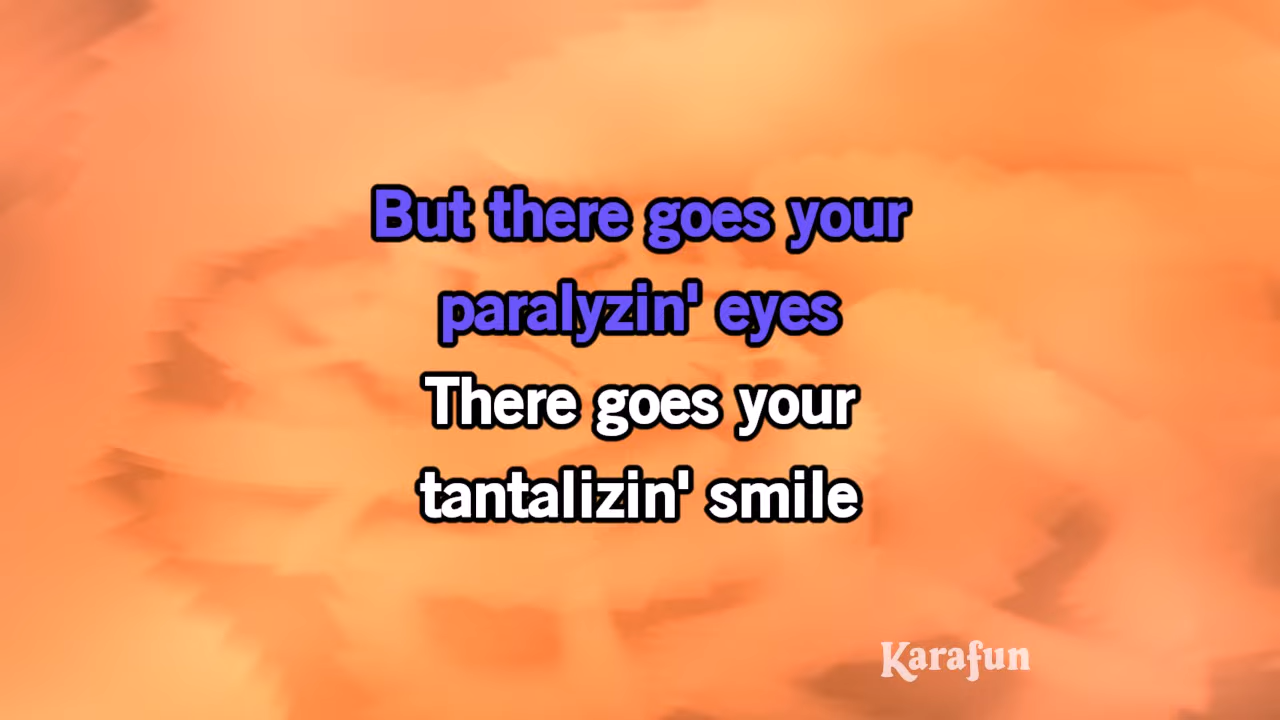 But there goes your
paralyzin' eyes
There goes your
tantalizin' smile
Karafun